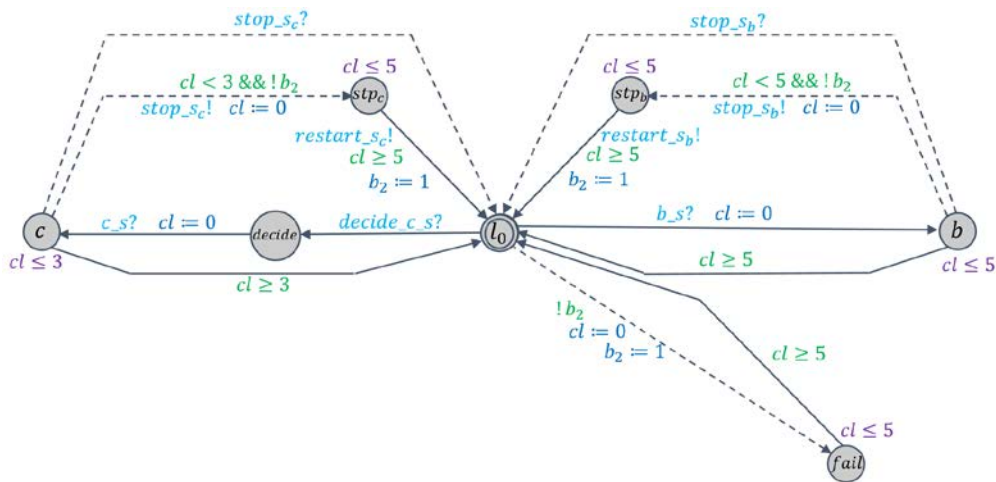 stop_s_c?
stop_s_b?
cl ≤ 5
cl ≤ 5
cl < 3 && ! b_2
cl < 5 && ! b_2
stp_c
stp_b
stop_s_c! cl := 0
stop_s_b! cl := 0
restart_s_c!
restart_s_b!
cl ≥ 5
cl ≥ 5
b_2 := 1
b_2 := 1
c_s? cl := 0
decide_c_s?
b_s? cl := 0
c
decide
l_0
b
cl ≤ 3
cl ≥ 3
cl ≥ 5
cl ≤ 5
! b_2
cl := 0
b_2 := 1
cl ≥ 5
cl ≤ 5
fail